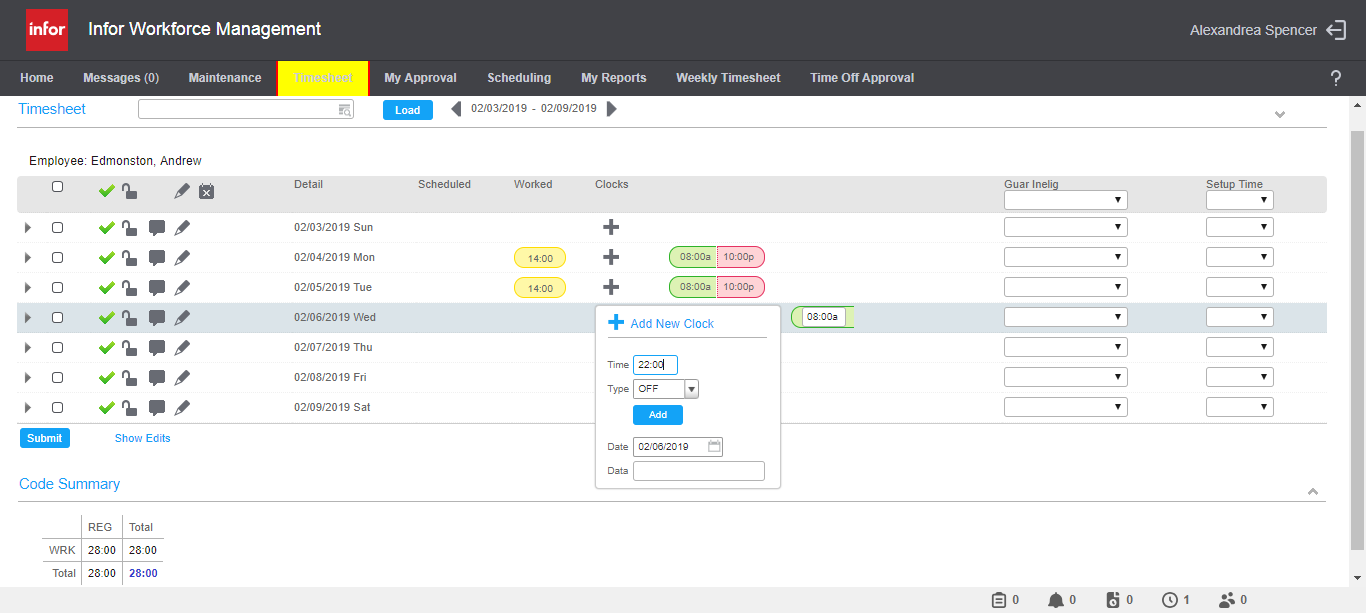 infor Infor Workforce Management Alexandrea Spencer
Home Messages (0) Maintenance Timesheet My Approval Scheduling My Reports Weekly Timesheet Time Off Approval ?
Timesheet Load 02/03/2019 - 02/09/2019
Employee: Edmonston, Andrew
Detail Scheduled Worked Clocks Guar Inelig Setup Time
02/03/2019 Sun
02/04/2019 Mon 14:00 08:00a 10:00p
02/05/2019 Tue 14:00 08:00a 10:00p
02/06/2019 Wed 08:00a
Add New Clock
02/07/2019 Thu
Time 22:00
02/08/2019 Fri
Type OFF
02/09/2019 Sat
Add
Submit Show Edits
Date 02/06/2019
Data
Code Summary
REG Total
WRK 28:00 28:00
Total 28:00 28:00
0 0 0 1 0